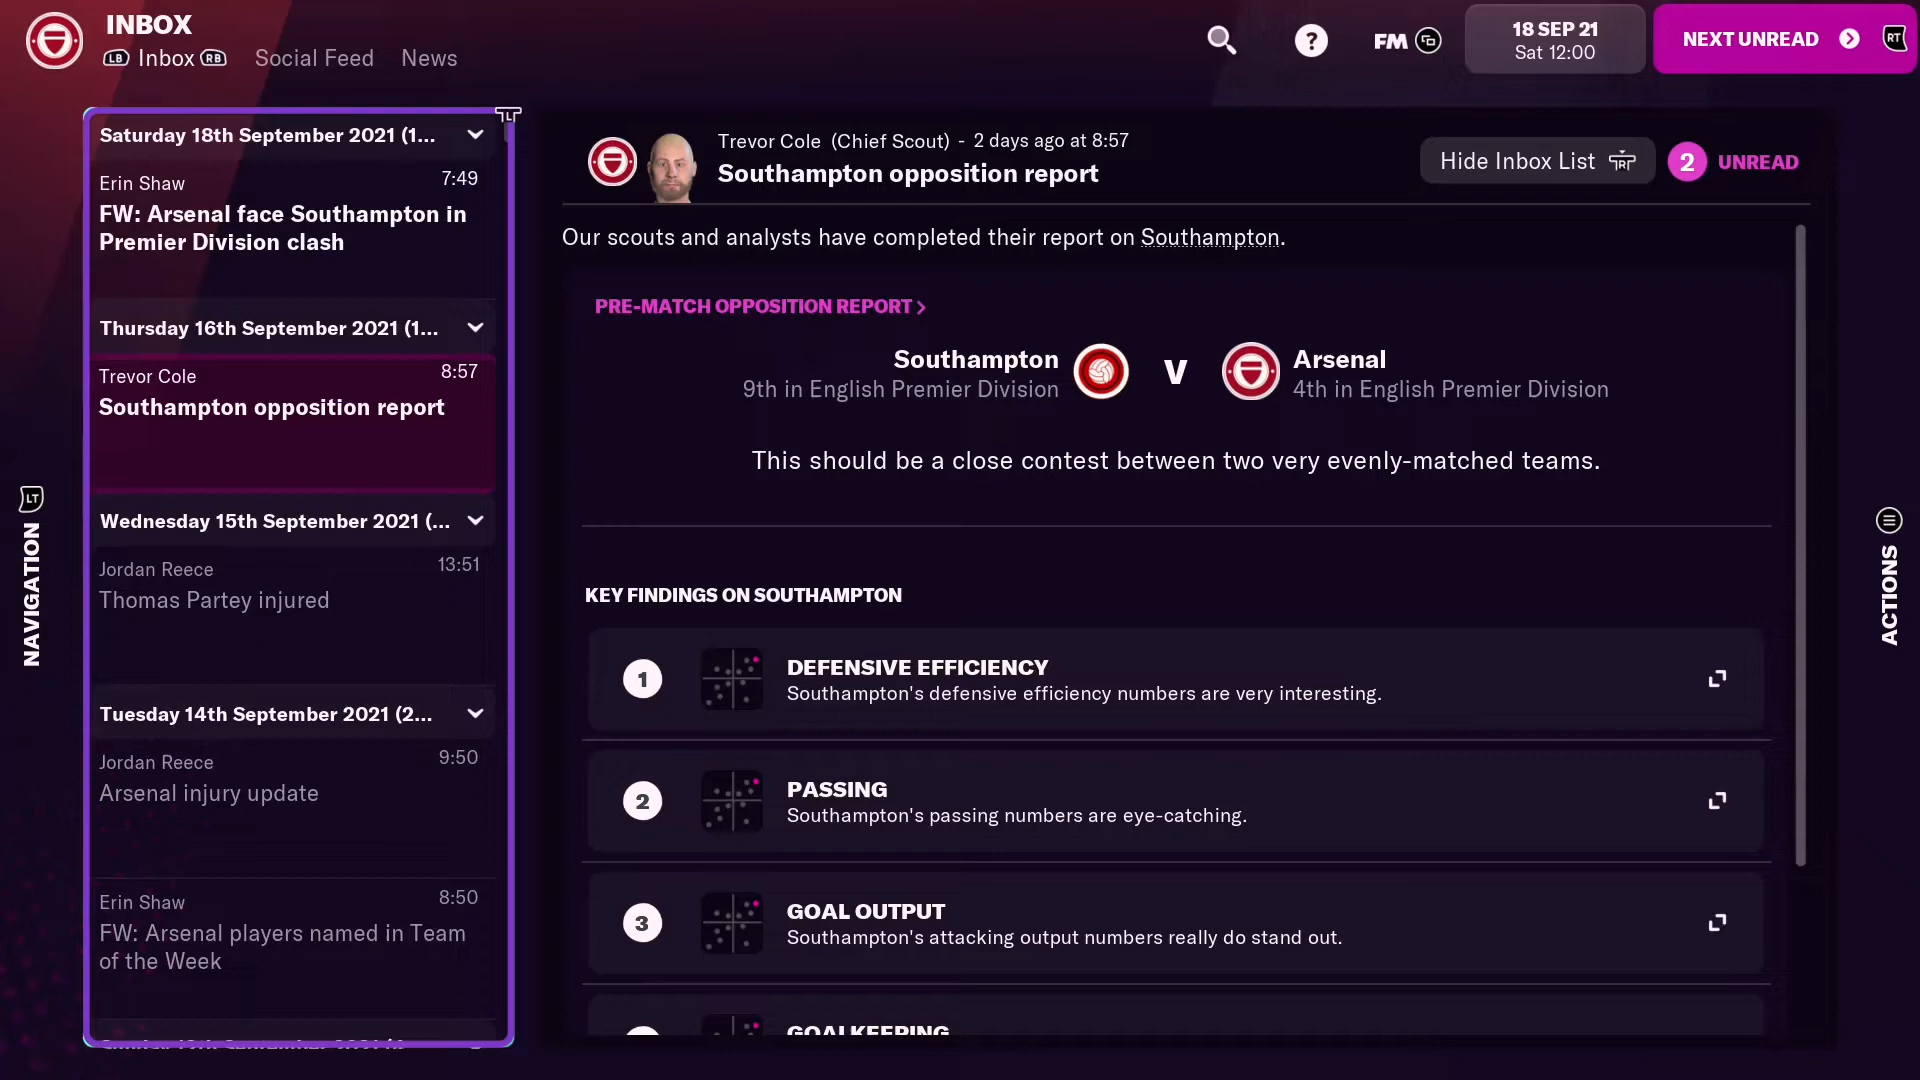 INBOX
LB Inbox RB
Social Feed
News
?
FM
18 SEP 21
Sat 12:00
NEXT UNREAD
RT
Saturday 18th September 2021 (1...
Erin Shaw
7:49
FW: Arsenal face Southampton in
Premier Division clash
Thursday 16th September 2021 (1...
Trevor Cole
8:57
Southampton opposition report
Wednesday 15th September 2021 (...
Jordan Reece
13:51
Thomas Partey injured
Tuesday 14th September 2021 (2...
Jordan Reece
9:50
Arsenal injury update
Erin Shaw
8:50
FW: Arsenal players named in Team
of the Week
LT
NAVIGATION
Trevor Cole (Chief Scout) - 2 days ago at 8:57
Southampton opposition report
Hide Inbox List
2 UNREAD
Our scouts and analysts have completed their report on Southampton.
PRE-MATCH OPPOSITION REPORT
Southampton
9th in English Premier Division
V
Arsenal
4th in English Premier Division
This should be a close contest between two very evenly-matched teams.
KEY FINDINGS ON SOUTHAMPTON
1
DEFENSIVE EFFICIENCY
Southampton's defensive efficiency numbers are very interesting.
2
PASSING
Southampton's passing numbers are eye-catching.
3
GOAL OUTPUT
Southampton's attacking output numbers really do stand out.
GOALKEEPING
ACTIONS